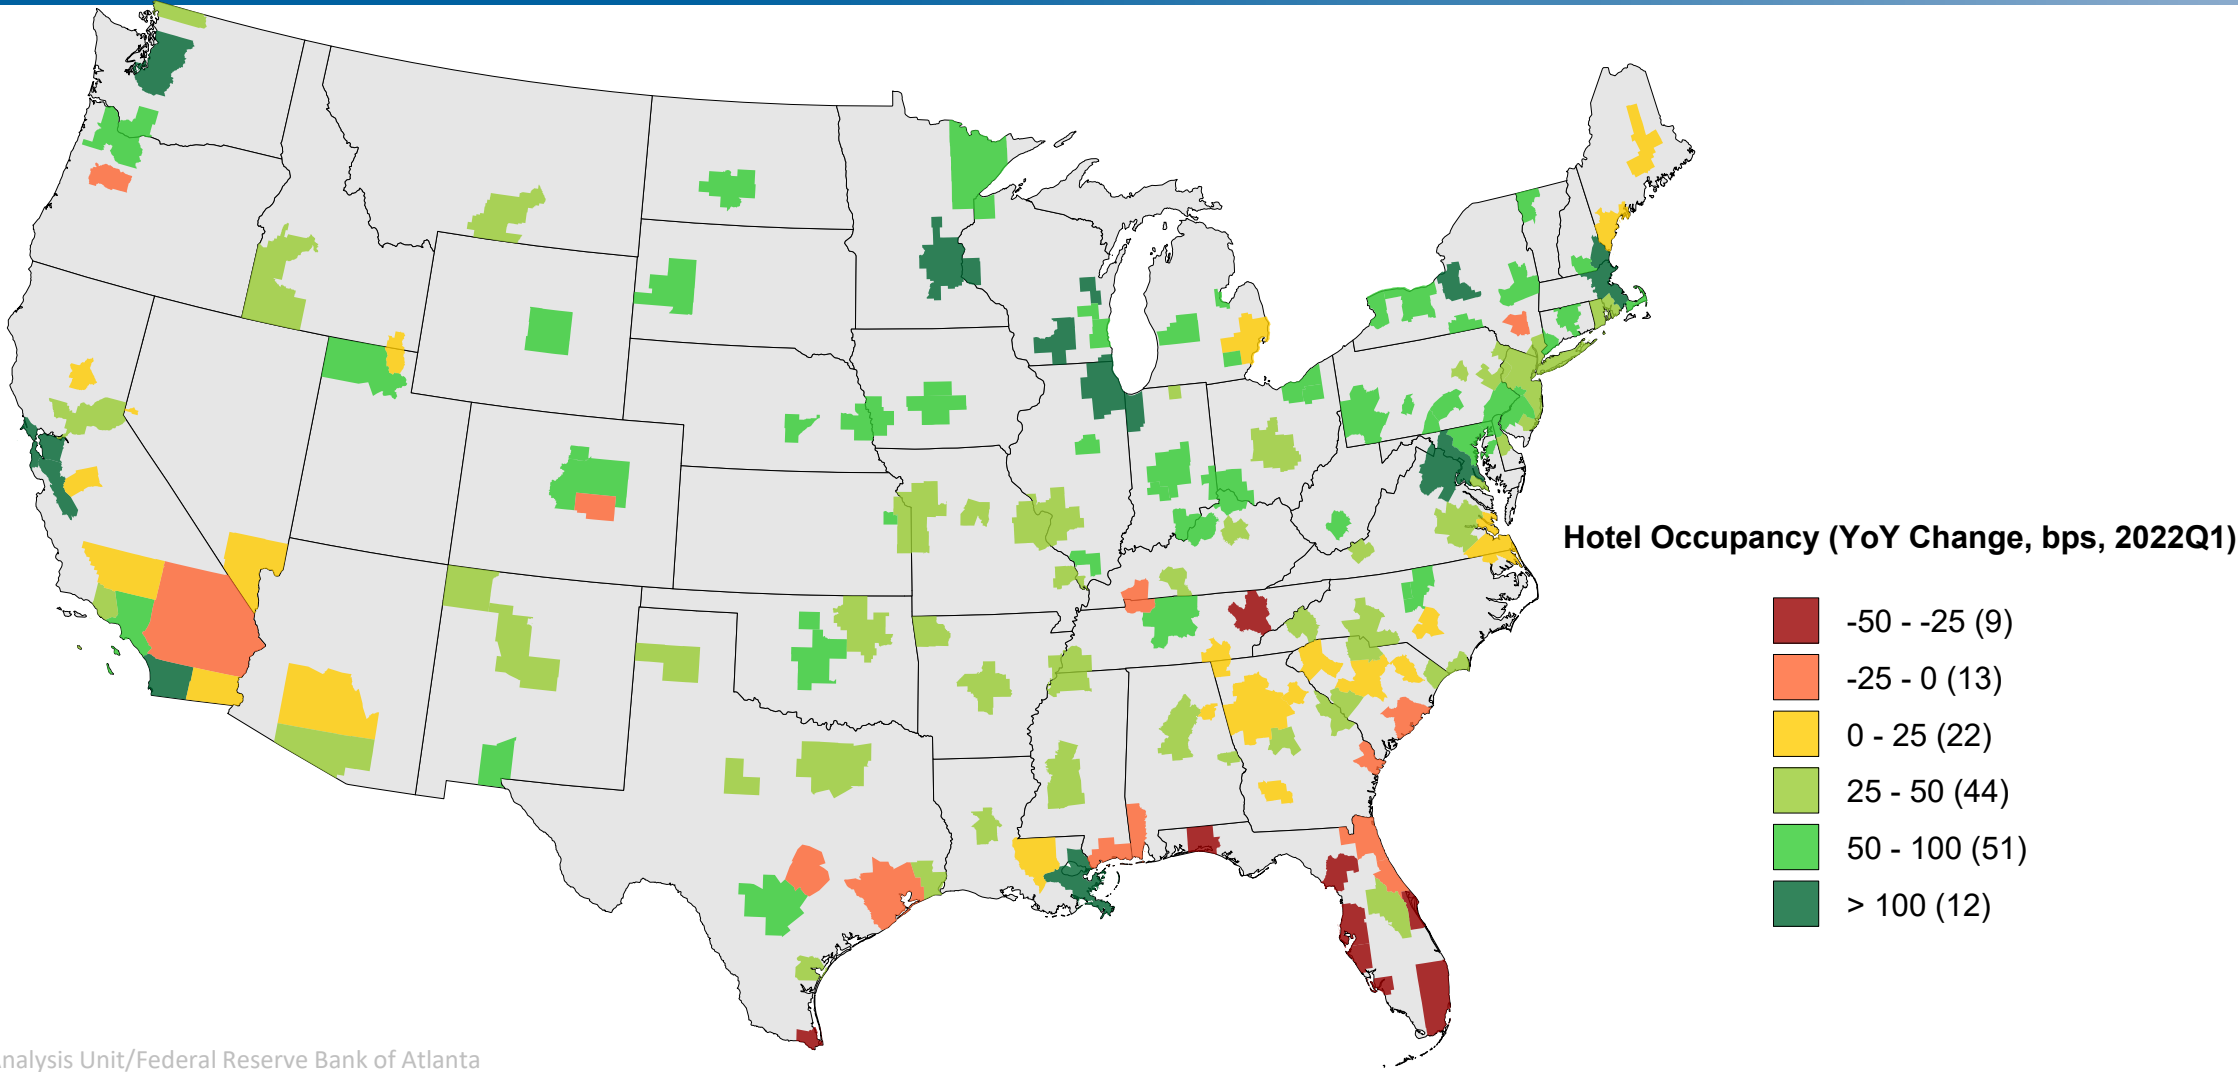 Hotel Occupancy (YoY Change, bps, 2022Q1)
-50 - -25 (9)
-25 - 0 (13)
0 - 25 (22)
25 - 50 (44)
50 - 100 (51)
> 100 (12)
nalysis Unit/Federal Reserve Bank of Atlanta